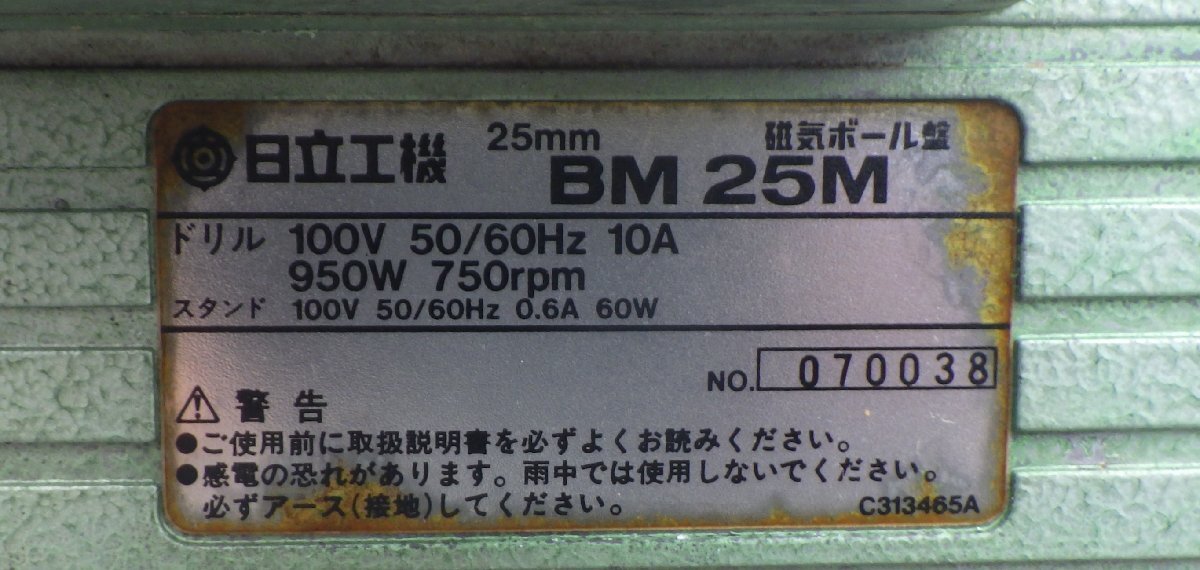 日立工機 25mm 磁気ボール盤
BM 25M
ドリル 100V 50/60Hz 10A
950W 750rpm
スタンド 100V 50/60Hz 0.6A 60W
NO. 070038
警告
●ご使用前に取扱説明書を必ずよくお読みください。
●感電の恐れがあります。雨中では使用しないでください。
必ずアース(接地)してください。
C313465A